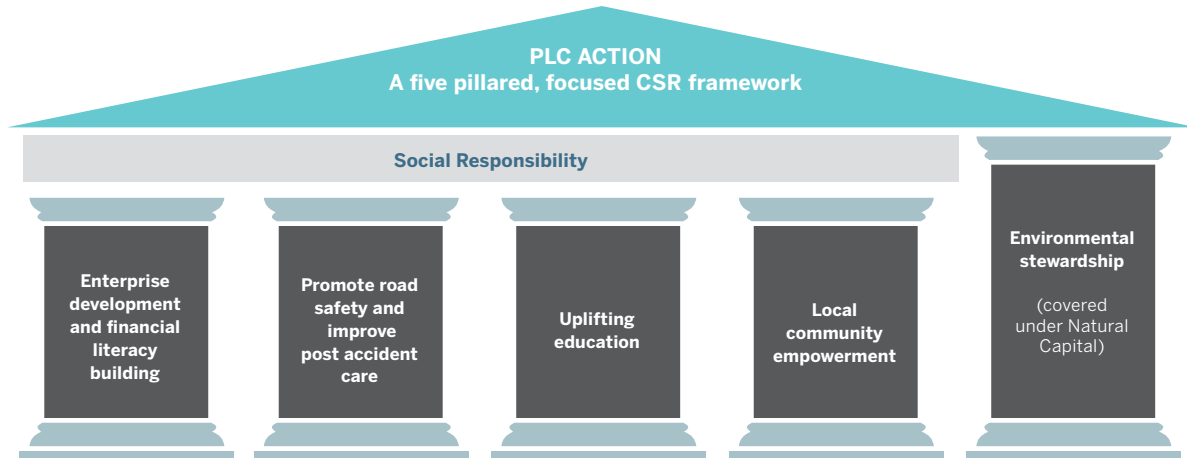 PLC ACTION
A five pillared, focused CSR framework
Social Responsibility
Enterprise
development
and financial
literacy
building
Promote road
safety and
improve
post accident
care
Uplifting
education
Local
community
empowerment
Environmental
stewardship
(covered
under Natural
Capital)